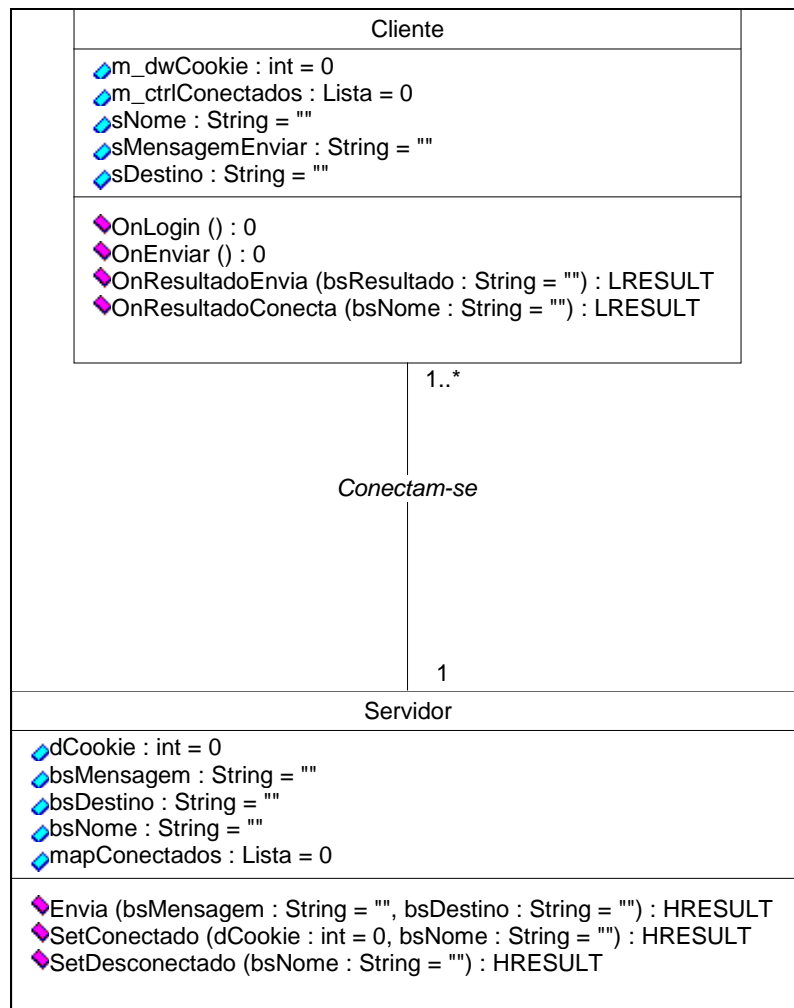 Cliente
m_dwCookie : int = 0
m_ctrlConectados : Lista = 0
sNome : String = ""
sMensagemEnviar : String = ""
sDestino : String = ""
OnLogin () : 0
OnEnviar () : 0
OnResultadoEnvia (bsResultado : String = "") : LRESULT
OnResultadoConecta (bsNome : String = "") : LRESULT
1..*
Conectam-se
1
Servidor
dCookie : int = 0
bsMensagem : String = ""
bsDestino : String = ""
bsNome : String = ""
mapConectados : Lista = 0
Envia (bsMensagem : String = "", bsDestino : String = "") : HRESULT
SetConectado (dCookie : int = 0, bsNome : String = "") : HRESULT
SetDesconectado (bsNome : String = "") : HRESULT